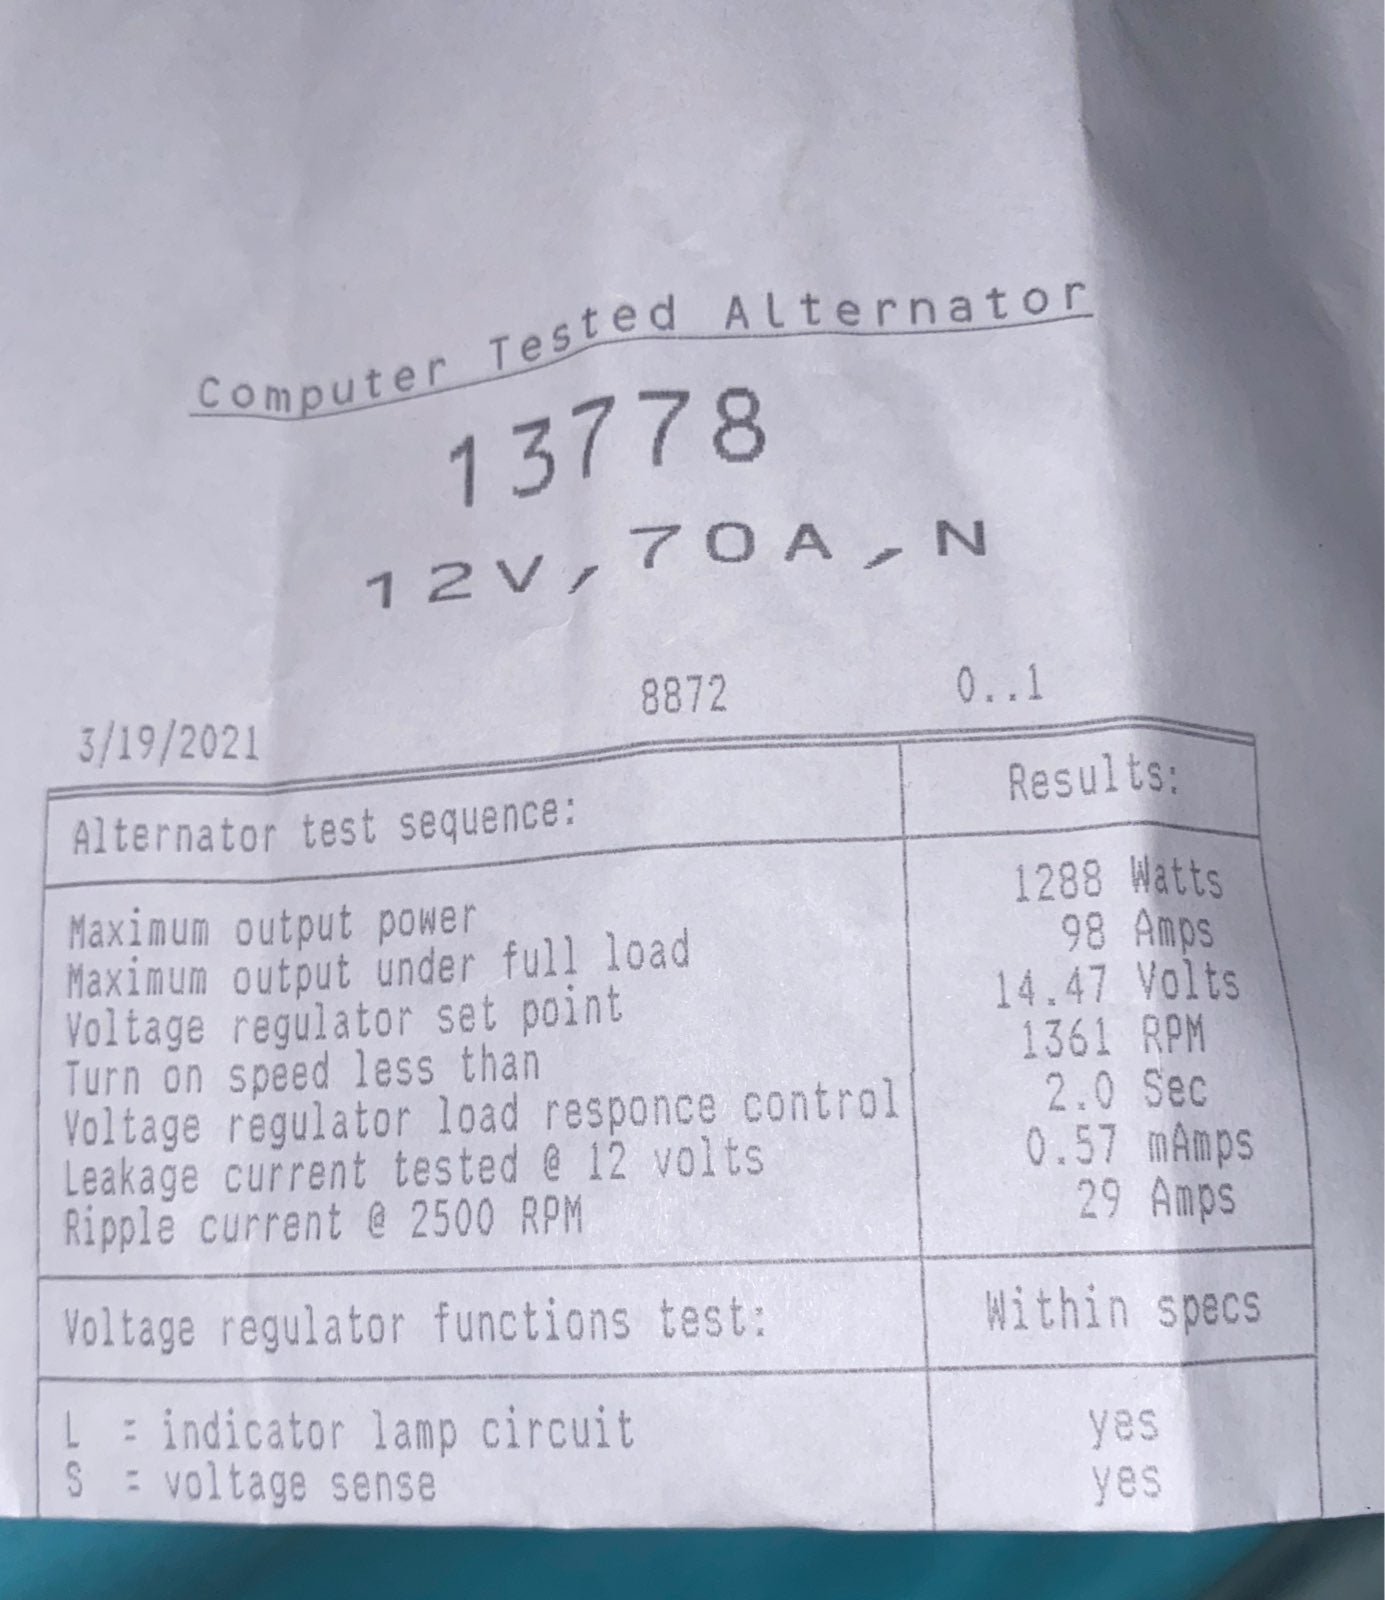 Computer Tested Alternator
13778
12V, 70A, N
3/19/2021 8872 0..1
Alternator test sequence: Results:
Maximum output power 1288 Watts
Maximum output under full load 98 Amps
Voltage regulator set point 14.47 Volts
Turn on speed less than 1361 RPM
Voltage regulator load responce control 2.0 Sec
Leakage current tested @ 12 volts 0.57 mAmps
Ripple current @ 2500 RPM 29 Amps
Voltage regulator functions test: Within specs
L = indicator lamp circuit yes
S = voltage sense yes